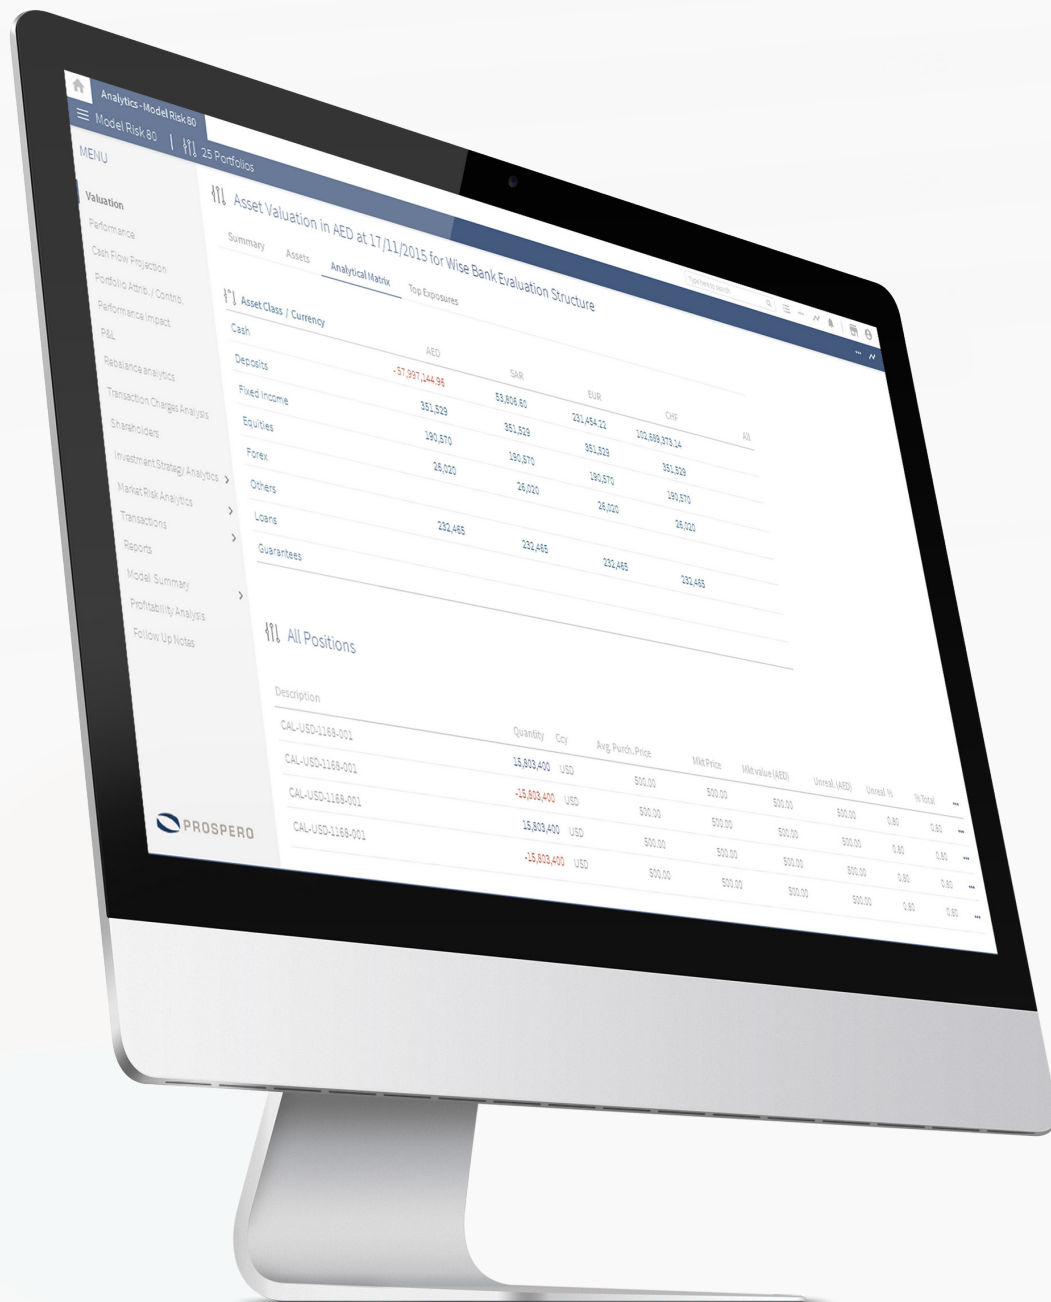 Analytics - Model Risk 80
Model Risk 80 | 25 Portfolios
Type here to search
MENU
Valuation
Performance
Cash Flow Projection
Portfolio Attrib. / Contrib.
Performance Impact
P&L
Rebalance analytics
Transaction Charges Analysis
Shareholders
Investment Strategy Analytics
Market Risk Analytics
Transactions
Reports
Model Summary
Profitability Analysis
Follow Up Notes
PROSPERO
Asset Valuation in AED at 17/11/2015 for Wise Bank Evaluation Structure
Summary Assets Analytical Matrix Top Exposures
Asset Class / Currency AED SAR EUR CHF All
Cash -57,997,144.96 53,806.60 231,454.22 102,689,373.14
Deposits 351,529 351,529 351,529 351,529
Fixed Income 190,570 190,570 190,570 190,570
Equities 26,020 26,020 26,020 26,020
Forex
Others 232,465 232,465 232,465 232,465
Loans
Guarantees
All Positions
Description Quantity Ccy Avg. Purch. Price Mkt Price Mkt value (AED) Unreal. (AED) Unreal % % Total
CAL-USD-1168-001 15,803,400 USD 500.00 500.00 500.00 500.00 0.80 0.80
CAL-USD-1168-001 -15,803,400 USD 500.00 500.00 500.00 500.00 0.80 0.80
CAL-USD-1168-001 15,803,400 USD 500.00 500.00 500.00 500.00 0.80 0.80
CAL-USD-1168-001 -15,803,400 USD 500.00 500.00 500.00 500.00 0.80 0.80